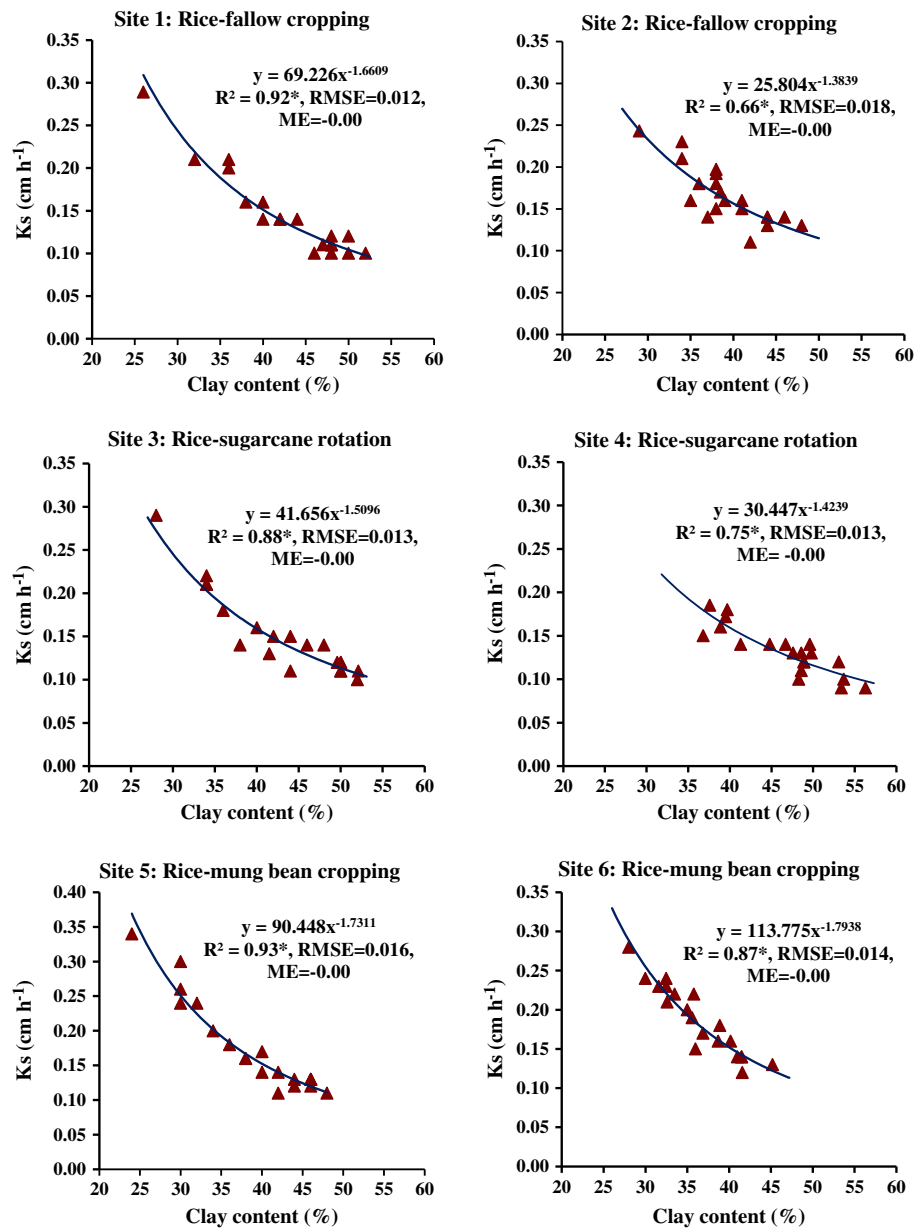 Site 1: Rice-fallow cropping
0.35
0.30
0.25
0.20
0.15
0.10
0.05
0.00
Ks (cm h⁻¹)
y = 69.226x⁻¹·⁶⁶⁰⁹
R² = 0.92*, RMSE=0.012,
ME=-0.00
20 25 30 35 40 45 50 55 60
Clay content (%)
Site 2: Rice-fallow cropping
0.35
0.30
0.25
0.20
0.15
0.10
0.05
0.00
Ks (cm h⁻¹)
y = 25.804x⁻¹·³⁸³⁹
R² = 0.66*, RMSE=0.018,
ME=-0.00
20 25 30 35 40 45 50 55 60
Clay content (%)
Site 3: Rice-sugarcane rotation
0.35
0.30
0.25
0.20
0.15
0.10
0.05
0.00
Ks (cm h⁻¹)
y = 41.656x⁻¹·⁵⁰⁹⁶
R² = 0.88*, RMSE=0.013,
ME=-0.00
20 25 30 35 40 45 50 55 60
Clay content (%)
Site 4: Rice-sugarcane rotation
0.35
0.30
0.25
0.20
0.15
0.10
0.05
0.00
Ks (cm h⁻¹)
y = 30.447x⁻¹·⁴²³⁹
R² = 0.75*, RMSE=0.013,
ME= -0.00
20 25 30 35 40 45 50 55 60
Clay content (%)
Site 5: Rice-mung bean cropping
0.40
0.35
0.30
0.25
0.20
0.15
0.10
0.05
0.00
Ks (cm h⁻¹)
y = 90.448x⁻¹·⁷³¹¹
R² = 0.93*, RMSE=0.016,
ME=-0.00
20 25 30 35 40 45 50 55 60
Clay content (%)
Site 6: Rice-mung bean cropping
0.35
0.30
0.25
0.20
0.15
0.10
0.05
0.00
Ks (cm h⁻¹)
y = 113.775x⁻¹·⁷⁹³⁸
R² = 0.87*, RMSE=0.014,
ME=-0.00
20 25 30 35 40 45 50 55 60
Clay content (%)